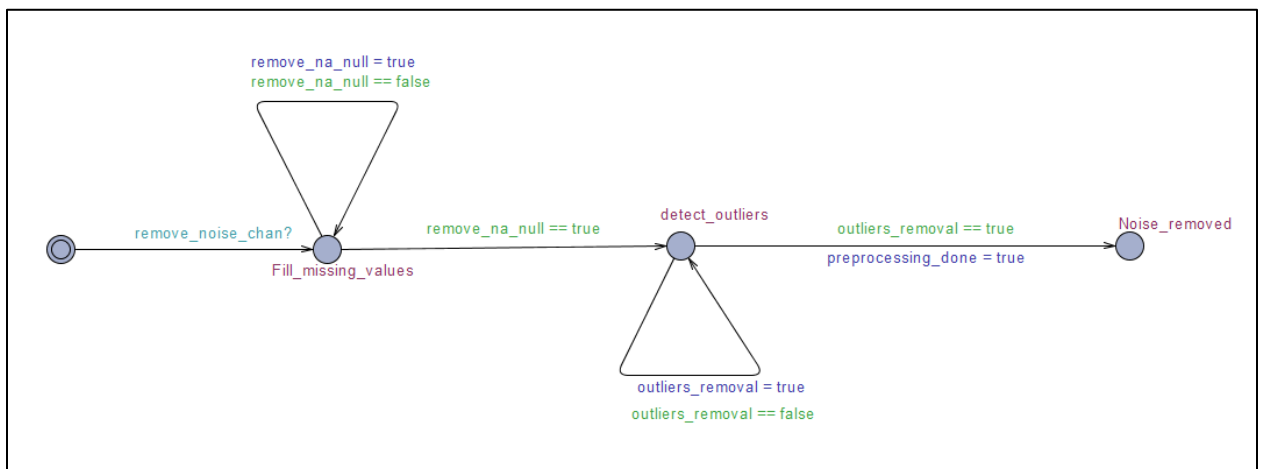 remove_na_null = true
remove_na_null == false
remove_noise_chan?
Fill_missing_values
remove_na_null == true
detect_outliers
outliers_removal = true
outliers_removal == false
outliers_removal == true
preprocessing_done = true
Noise_removed